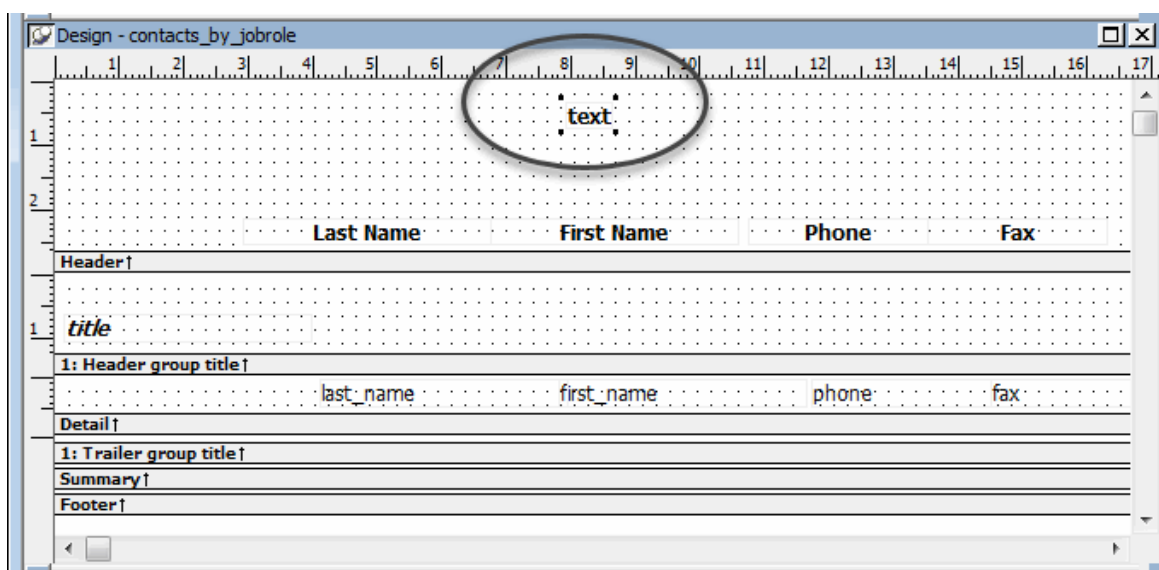 Design - contacts_by_jobrole
1 2 3 4 5 6 7 8 9 10 11 12 13 14 15 16 17
text
1
2
Last Name First Name Phone Fax
Header↑
title
1
1: Header group title↑
last_name first_name phone fax
Detail↑
1: Trailer group title↑
Summary↑
Footer↑